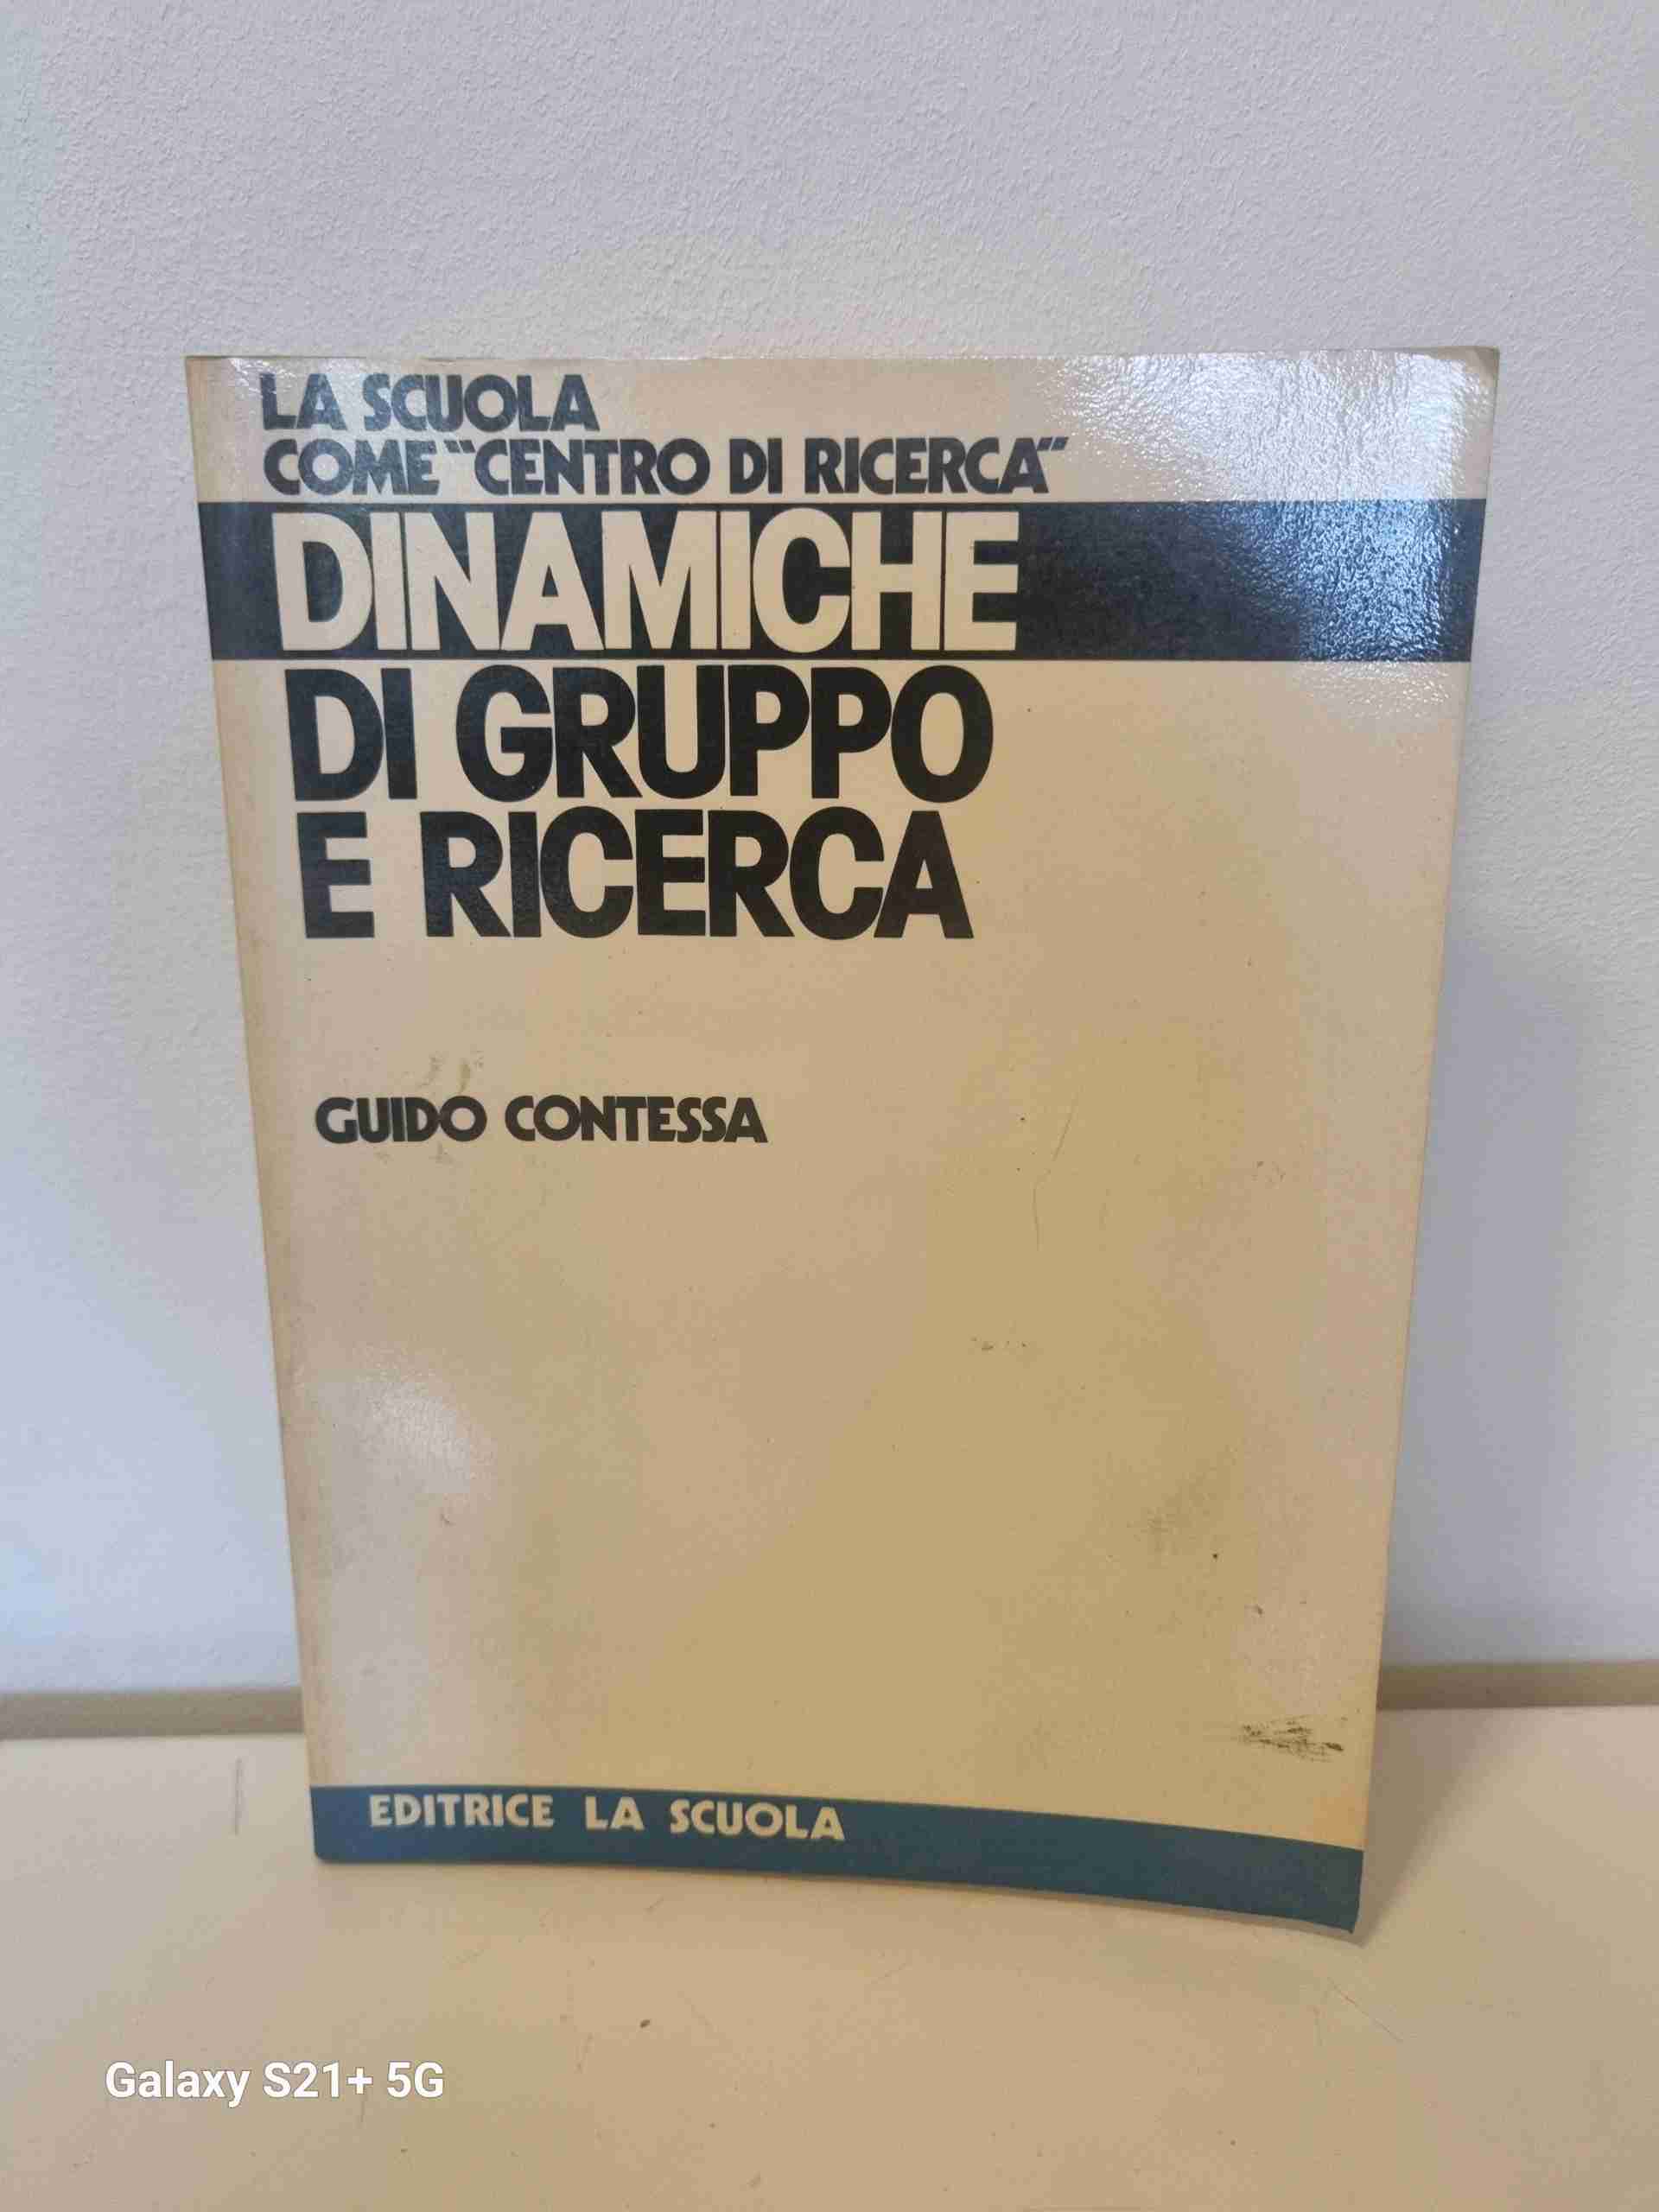 LA SCUOLA
COME "CENTRO DI RICERCA"
DINAMICHE
DI GRUPPO
E RICERCA
GUIDO CONTESSA
EDITRICE LA SCUOLA
Galaxy S21+ 5G